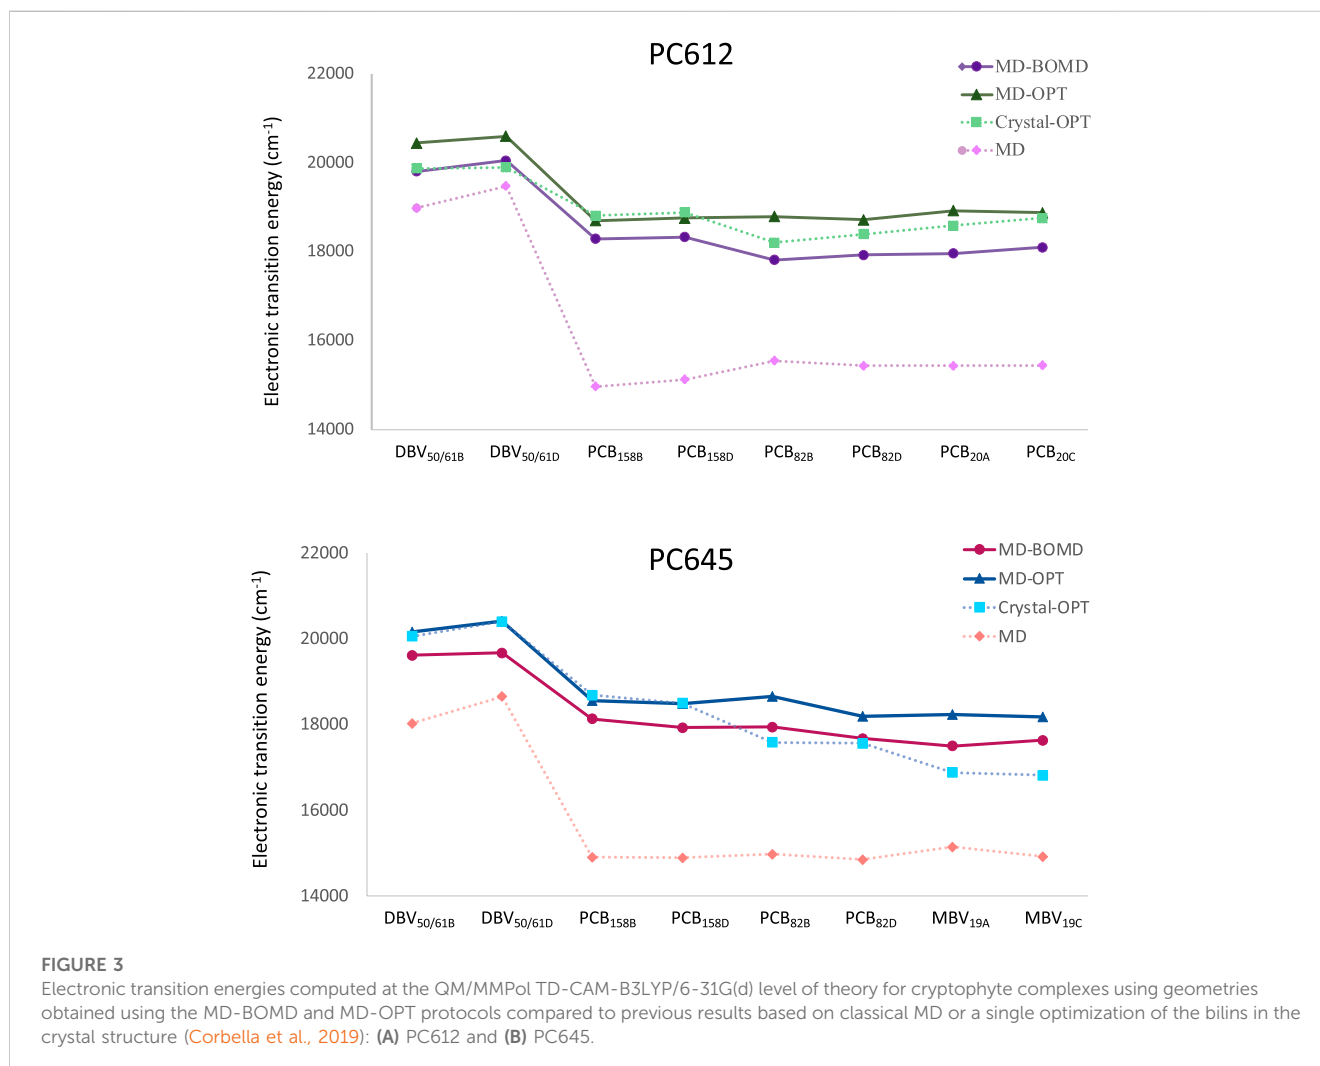 PC612
22000
20000
18000
16000
14000
Electronic transition energy (cm-1)
MD-BOMD
MD-OPT
Crystal-OPT
MD
DBV50/61B DBV50/61D PCB158B PCB158D PCB82B PCB82D PCB20A PCB20C
PC645
22000
20000
18000
16000
14000
Electronic transition energy (cm-1)
MD-BOMD
MD-OPT
Crystal-OPT
MD
DBV50/61B DBV50/61D PCB158B PCB158D PCB82B PCB82D MBV19A MBV19C
FIGURE 3
Electronic transition energies computed at the QM/MMPol TD-CAM-B3LYP/6-31G(d) level of theory for cryptophyte complexes using geometries
obtained using the MD-BOMD and MD-OPT protocols compared to previous results based on classical MD or a single optimization of the bilins in the
crystal structure (Corbella et al., 2019): (A) PC612 and (B) PC645.